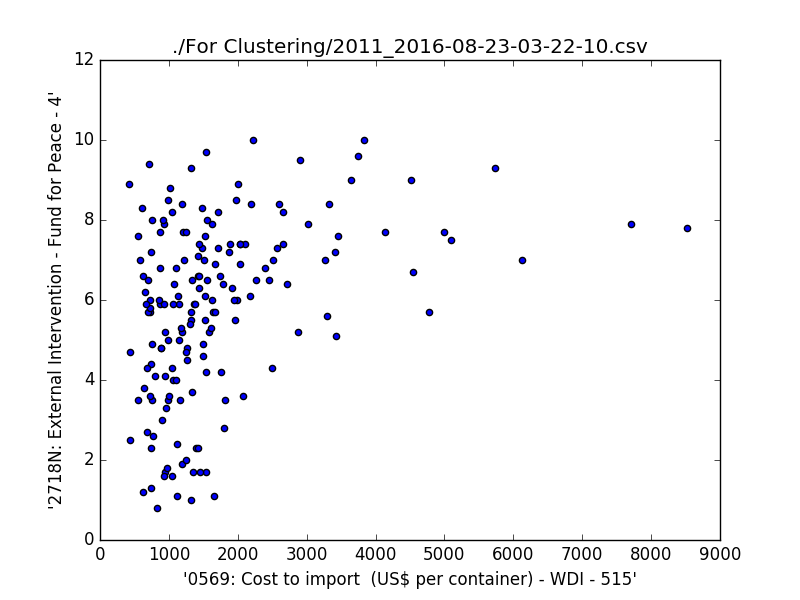 ./For Clustering/2011_2016-08-23-03-22-10.csv
12
10
8
6
4
2
0
'2718N: External Intervention - Fund for Peace - 4'
0 1000 2000 3000 4000 5000 6000 7000 8000 9000
'0569: Cost to import  (US$ per container) - WDI - 515'